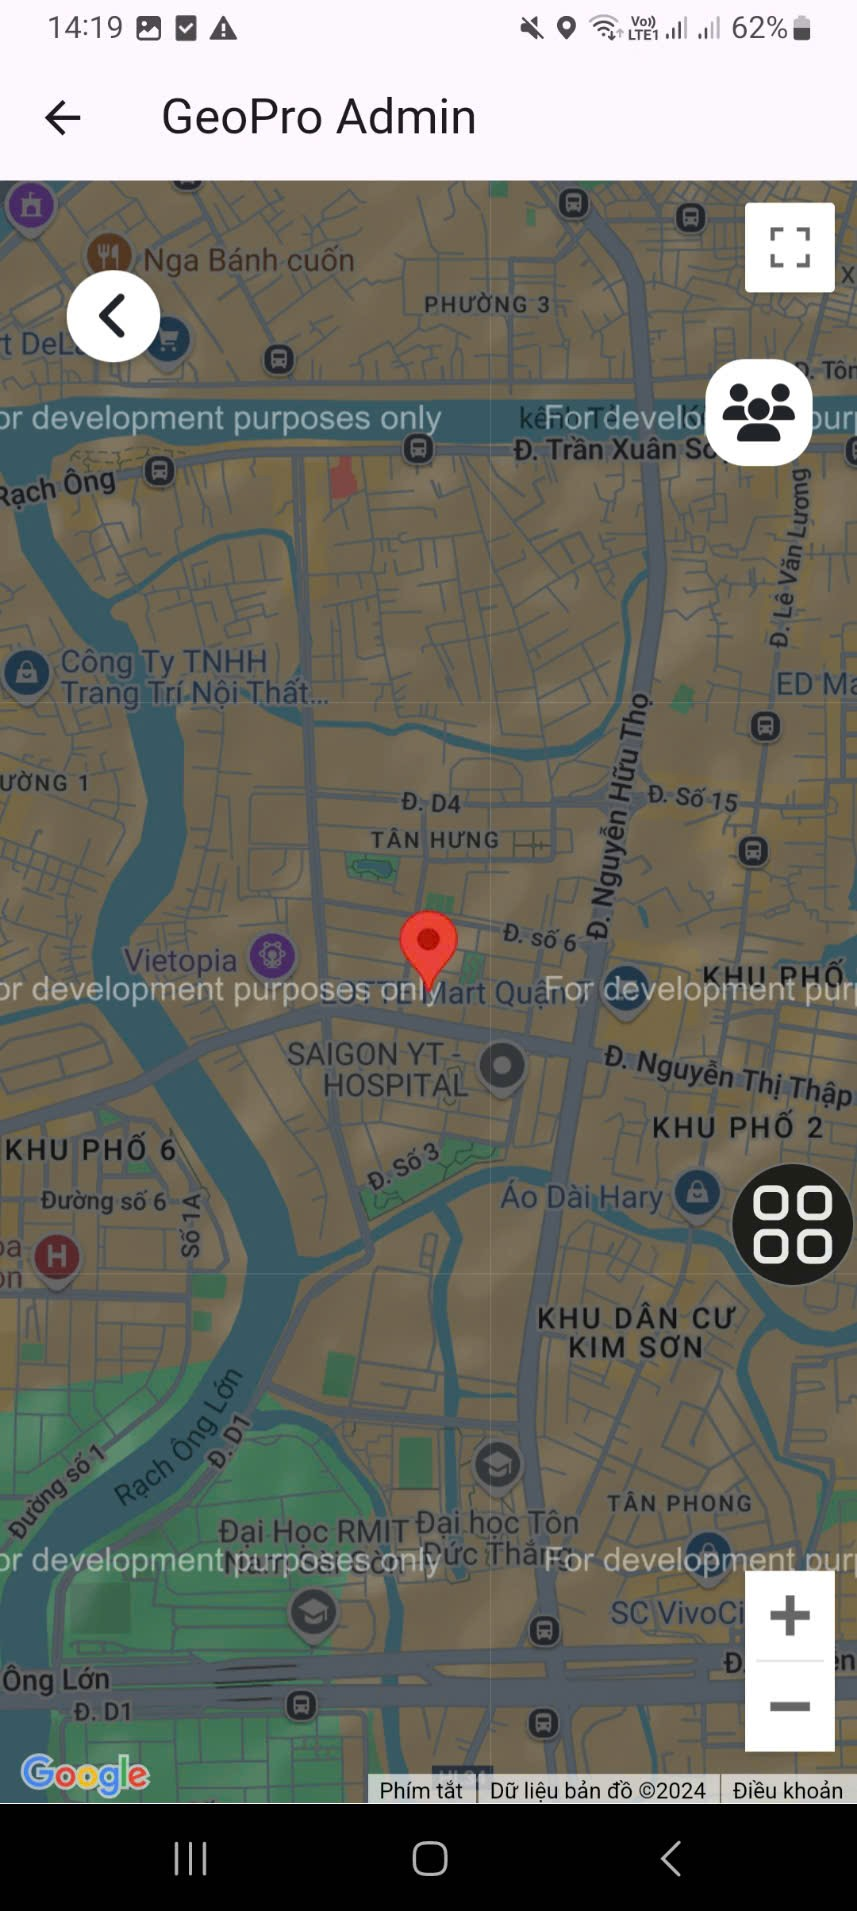 14:19
Vo))
LTE1
62%
GeoPro Admin
Nga Bánh cuốn
PHƯỜNG 3
t DeL
X
Đ. Tôn
or development purposes only
For develo
pur
Đ. Trần Xuân So
Rạch Ông
Đ. Lê Văn Lương
Công Ty TNHH
Trang Trí Nội Thất...
ED Ma
ƯỜNG 1
Đ. D4
Đ. Số 15
TÂN HƯNG
Đ. Nguyễn Hữu Thọ
Đ. số 6
Vietopia
KHU PHỐ
or development purposes only
Mart Quận
For development pur
SAIGON YT -
HOSPITAL
Đ. Nguyễn Thị Thập
KHU PHỐ 2
KHU PHỐ 6
Đ. Số 3
Đường số 6
Số 1A
Áo Dài Hary
H
KHU DÂN CƯ
KIM SƠN
Rạch Ông Lớn
Đ. D1
Đường số 1
TÂN PHONG
Đại Học RMIT
Đại học Tôn
Đức Thắng
or development purposes only
For development pur
SC VivoCi
Ông Lớn
Đ.
en
Đ. D1
Google
Phím tắt
Dữ liệu bản đồ ©2024
Điều khoản